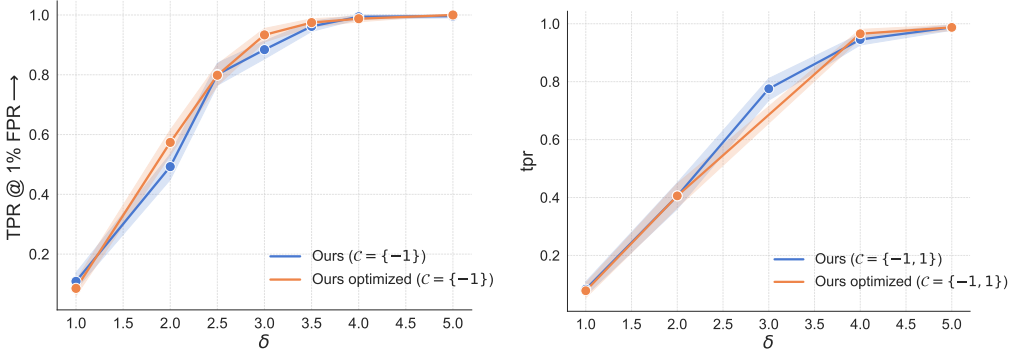 TPR @ 1% FPR ⟶
1.0
0.8
0.6
0.4
0.2
1.0 1.5 2.0 2.5 3.0 3.5 4.0 4.5 5.0
δ
Ours (𝒞 = {−1})
Ours optimized (𝒞 = {−1})
tpr
1.0
0.8
0.6
0.4
0.2
1.0 1.5 2.0 2.5 3.0 3.5 4.0 4.5 5.0
δ
Ours (𝒞 = {−1, 1})
Ours optimized (𝒞 = {−1, 1})